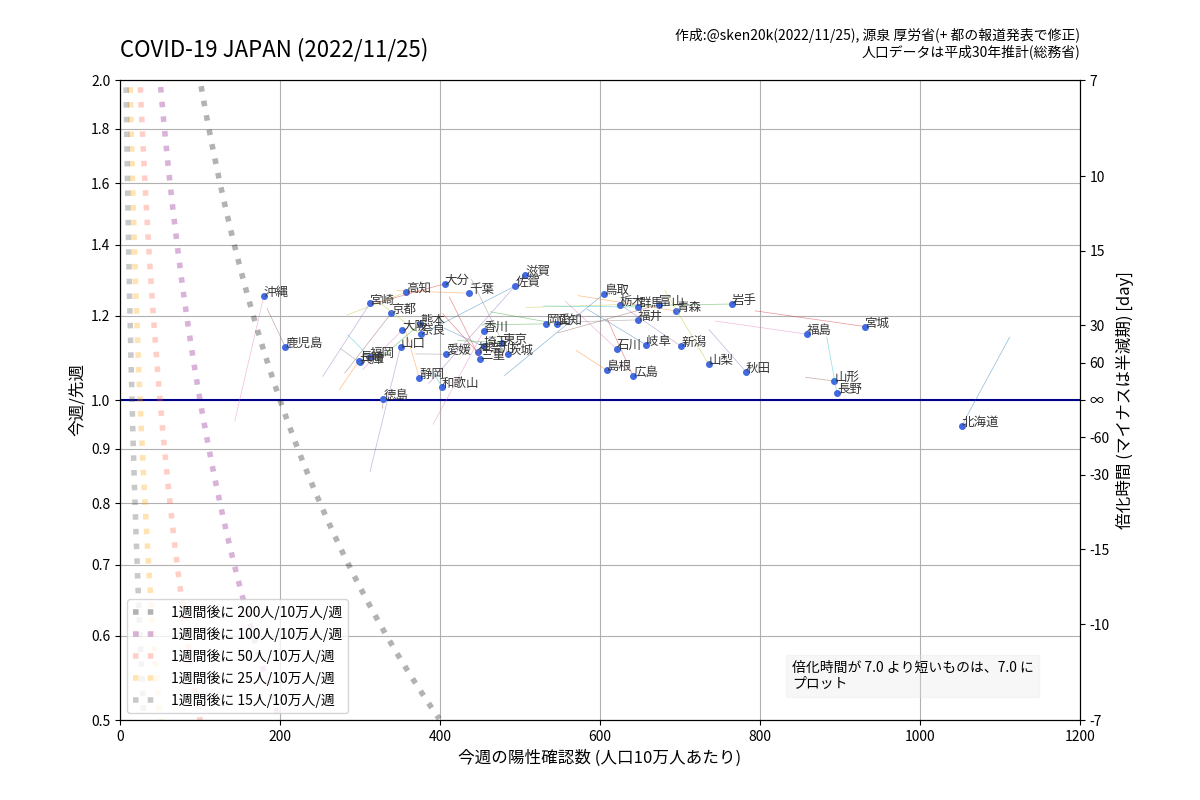 COVID-19 JAPAN (2022/11/25)
作成:@sken20k(2022/11/25), 源泉 厚労省(+ 都の報道発表で修正)
人口データは平成30年推計(総務省)
2.0
1.8
1.6
1.4
1.2
1.0
0.9
0.8
0.7
0.6
0.5
今週/先週
7
10
15
30
60
∞
-60
-30
-15
-10
-7
倍化時間 (マイナスは半減期) [day]
滋賀
佐賀
大分
千葉
高知
沖縄
宮崎
京都
鳥取
栃木
群馬
富山
青森
岩手
福井
岡山
愛知
熊本
奈良
大阪
香川
宮城
福島
鹿児島
山口
福岡
愛媛
埼玉
東京
三重
茨城
石川
岐阜
新潟
山梨
秋田
島根
広島
静岡
和歌山
徳島
山形
長野
北海道
1週間後に 200人/10万人/週
1週間後に 100人/10万人/週
1週間後に 50人/10万人/週
1週間後に 25人/10万人/週
1週間後に 15人/10万人/週
倍化時間が 7.0 より短いものは、7.0 に
プロット
0
200
400
600
800
1000
1200
今週の陽性確認数 (人口10万人あたり)